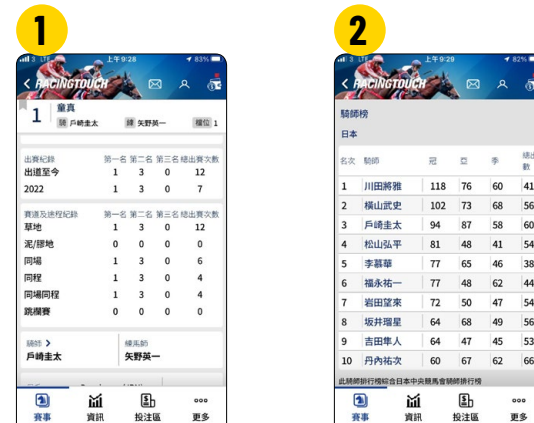 1
3 LTE 上午9:28 83%
RACINGTOUCH
1 童真
騎 戶崎圭太 練 矢野英一 檔位 1
出賽紀錄 第一名 第二名 第三名 總出賽次數
出道至今 1 3 0 12
2022 1 3 0 7
賽道及途程紀錄 第一名 第二名 第三名 總出賽次數
草地 1 3 0 12
泥/膠地 0 0 0 0
同場 1 3 0 6
同程 1 3 0 4
同場同程 1 3 0 4
跳欄賽 0 0 0 0
騎師 練馬師
戶崎圭太 矢野英一
賽事 資訊 投注區 更多
2
3 LTE 上午9:29 82%
RACINGTOUCH
騎師榜
日本
名次 騎師 冠 亞 季 總出
數
1 川田將雅 118 76 60 41
2 橫山武史 102 73 68 56
3 戶崎圭太 94 87 58 60
4 松山弘平 81 48 41 54
5 李慕華 77 65 46 38
6 福永祐一 77 48 62 44
7 岩田望來 72 50 47 54
8 坂井瑠星 64 68 49 56
9 吉田隼人 64 47 45 53
10 丹內祐次 60 67 62 66
此騎師排行榜綜合日本中央競馬會騎師排行榜
賽事 資訊 投注區 更多